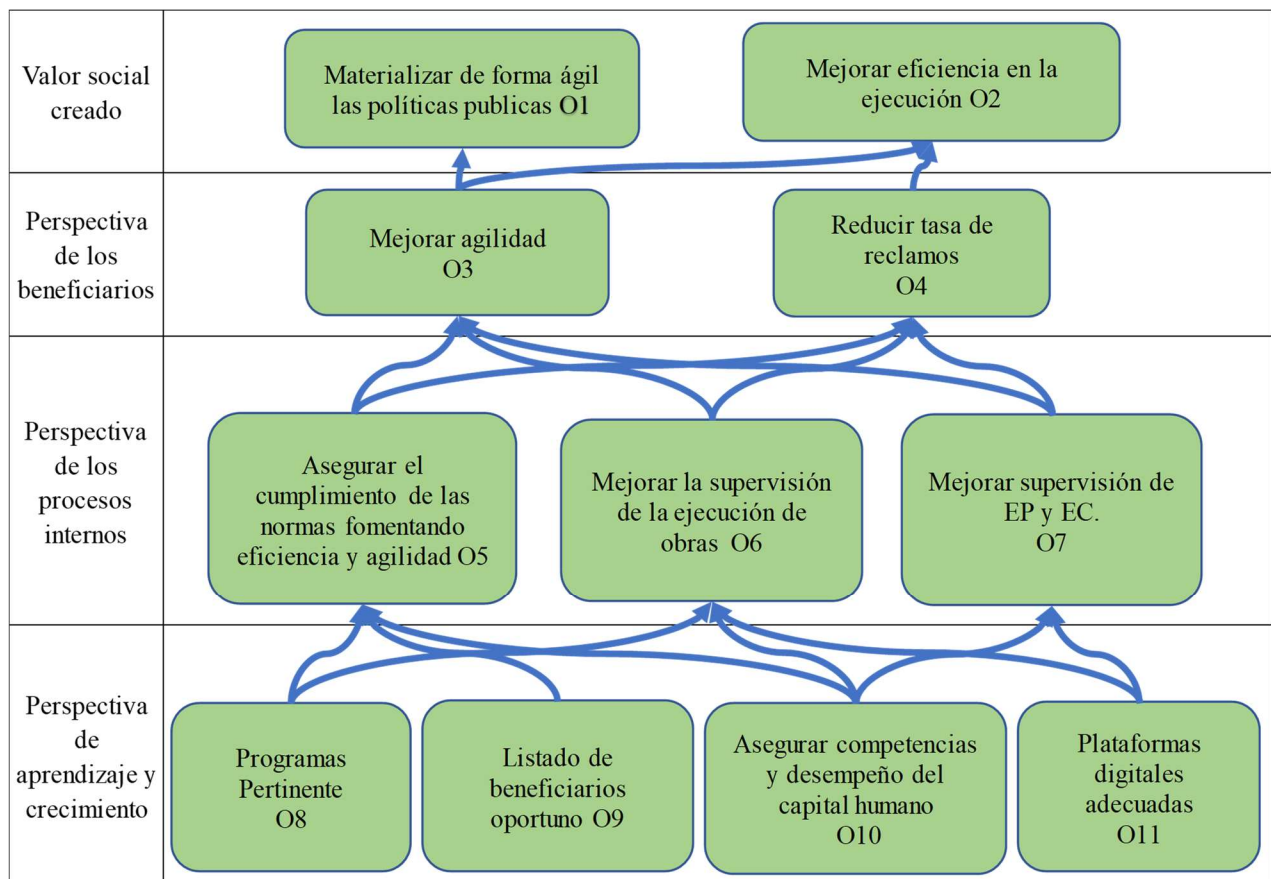 Valor social
creado
Materializar de forma ágil
las políticas publicas O1
Mejorar eficiencia en la
ejecución O2
Perspectiva
de los
beneficiarios
Mejorar agilidad
O3
Reducir tasa de
reclamos
O4
Perspectiva
de los
procesos
internos
Asegurar el
cumplimiento de las
normas fomentando
eficiencia y agilidad O5
Mejorar la supervisión
de la ejecución de
obras O6
Mejorar supervisión de
EP y EC.
O7
Perspectiva
de
aprendizaje y
crecimiento
Programas
Pertinente
O8
Listado de
beneficiarios
oportuno O9
Asegurar competencias
y desempeño del
capital humano
O10
Plataformas
digitales
adecuadas
O11